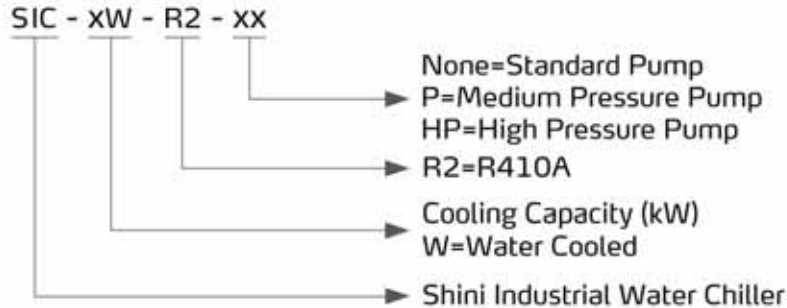 SIC - xW - R2 - xx
None=Standard Pump
P=Medium Pressure Pump
HP=High Pressure Pump
R2=R410A
Cooling Capacity (kW)
W=Water Cooled
Shini Industrial Water Chiller